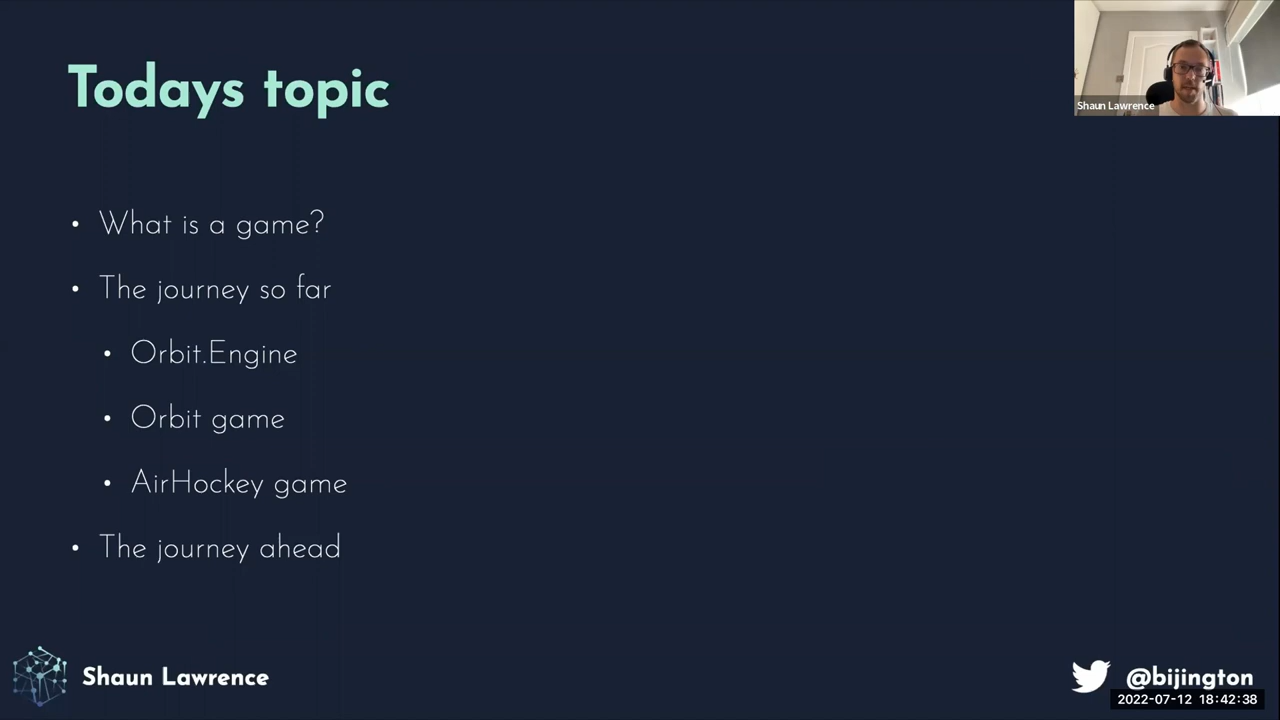 Todays topic
Shaun Lawrence
• What is a game?
• The journey so far
• Orbit.Engine
• Orbit game
• AirHockey game
• The journey ahead
Shaun Lawrence
@bijington
2022-07-12 18:42:38